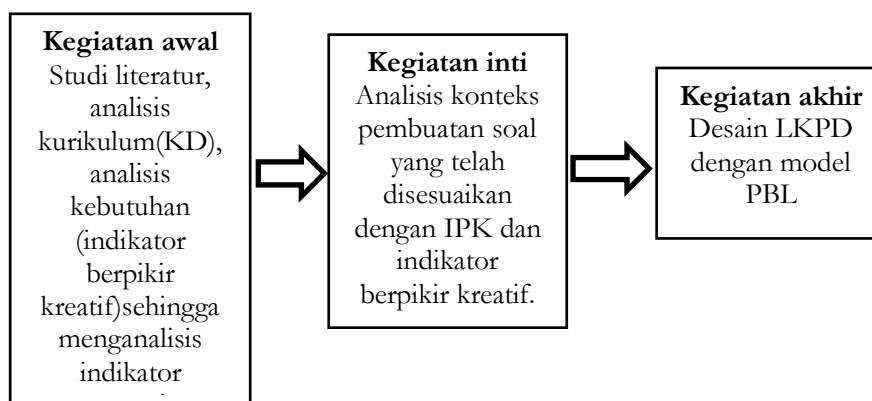 Kegiatan awal
Studi literatur,
analisis
kurikulum(KD),
analisis
kebutuhan
(indikator
berpikir
kreatif)sehingga
menganalisis
indikator
Kegiatan inti
Analisis konteks
pembuatan soal
yang telah
disesuaikan
dengan IPK dan
indikator
berpikir kreatif.
Kegiatan akhir
Desain LKPD
dengan model
PBL